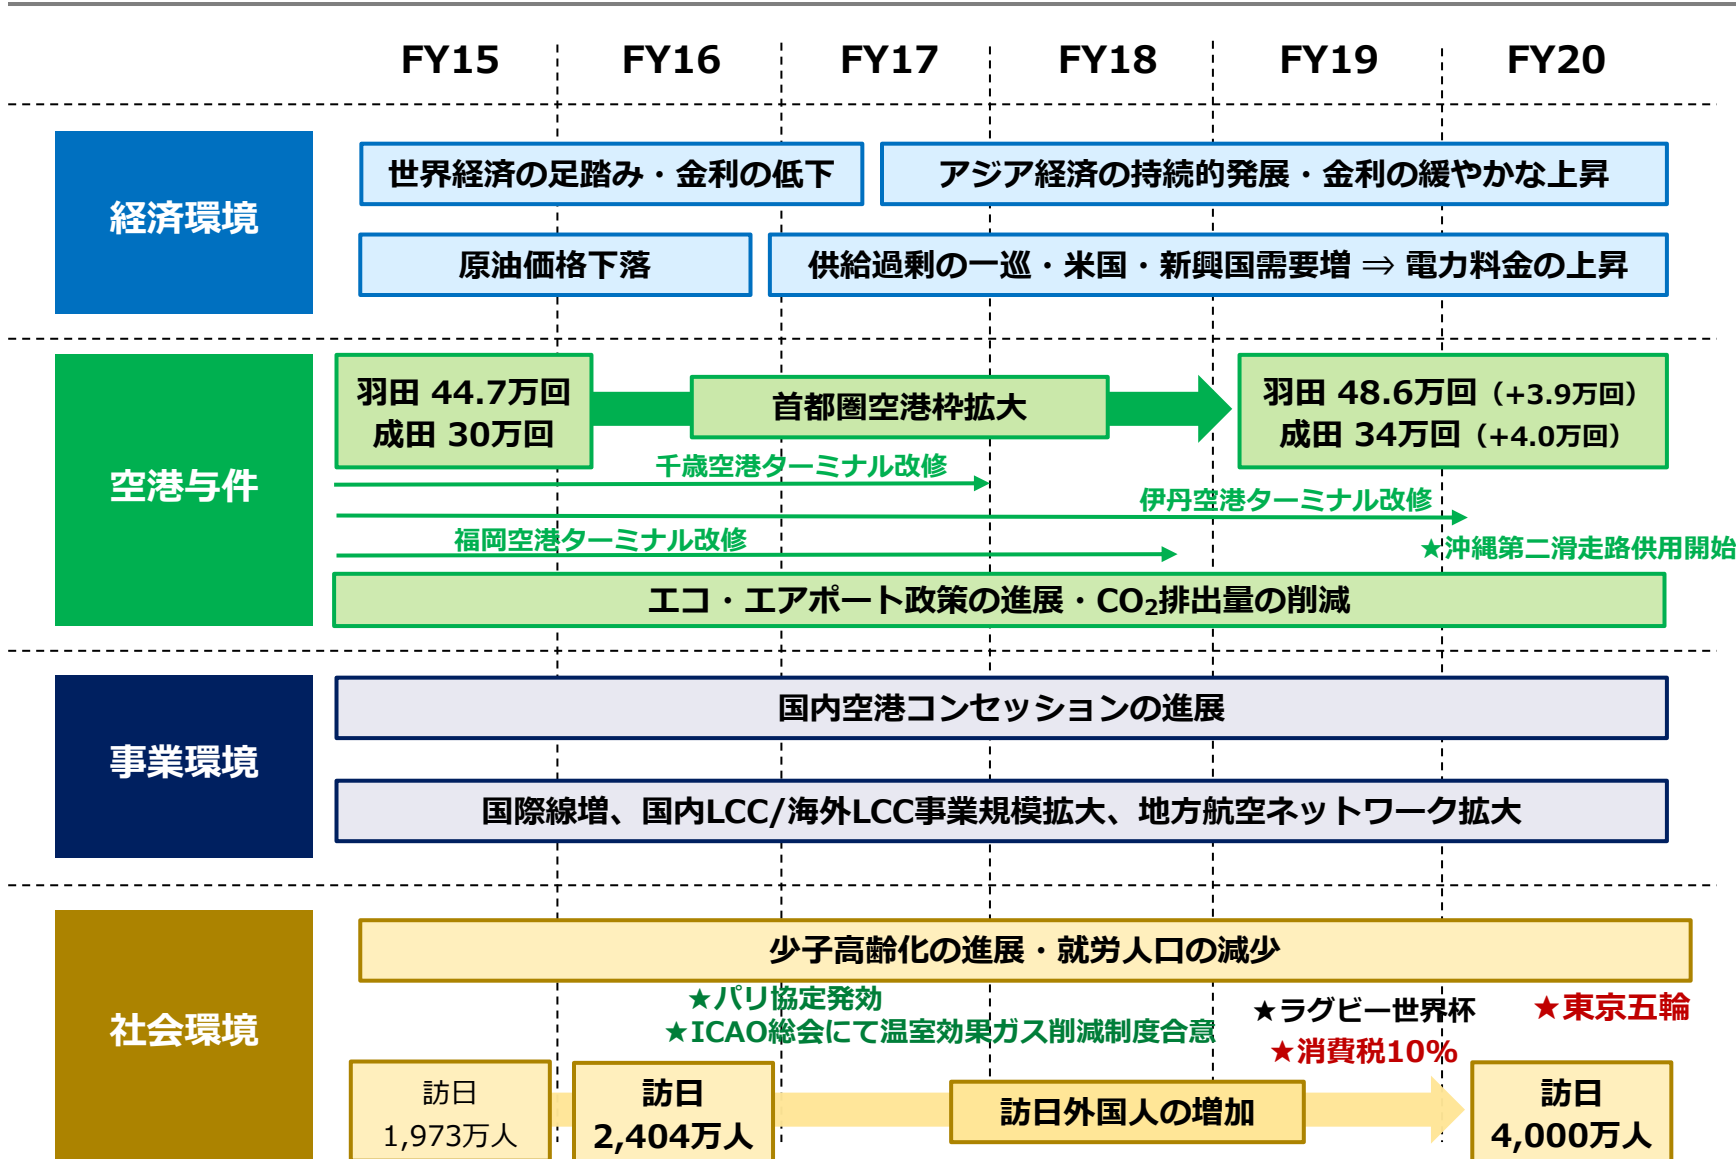 FY15 FY16 FY17 FY18 FY19 FY20
経済環境
世界経済の足踏み・金利の低下
アジア経済の持続的発展・金利の緩やかな上昇
原油価格下落
供給過剰の一巡・米国・新興国需要増 ⇒ 電力料金の上昇
空港与件
羽田 44.7万回
成田 30万回
首都圏空港枠拡大
羽田 48.6万回（+3.9万回）
成田 34万回（+4.0万回）
千歳空港ターミナル改修
伊丹空港ターミナル改修
福岡空港ターミナル改修
★沖縄第二滑走路供用開始
エコ・エアポート政策の進展・CO₂排出量の削減
事業環境
国内空港コンセッションの進展
国際線増、国内LCC/海外LCC事業規模拡大、地方航空ネットワーク拡大
社会環境
少子高齢化の進展・就労人口の減少
★パリ協定発効
★ICAO総会にて温室効果ガス削減制度合意
★ラグビー世界杯
★消費税10%
★東京五輪
訪日
1,973万人
訪日
2,404万人
訪日外国人の増加
訪日
4,000万人